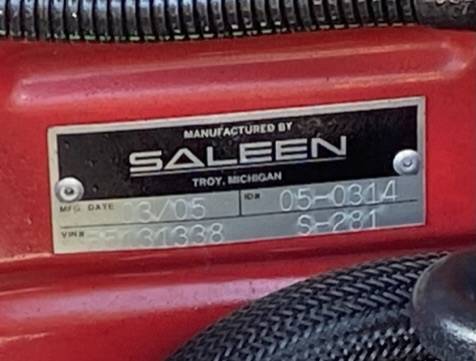 MANUFACTURED BY
SALEEN
TROY, MICHIGAN
MFG. DATE 03/05 ID# 05-0314
VIN# S-281